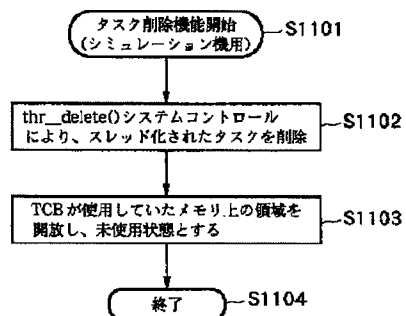 タスク削除機能開始
(シミュレーション機用)
S1101
thr__delete()システムコントロール
により、スレッド化されたタスクを削除
S1102
TCBが使用していたメモリ上の領域を
開放し、未使用状態とする
S1103
終了
S1104